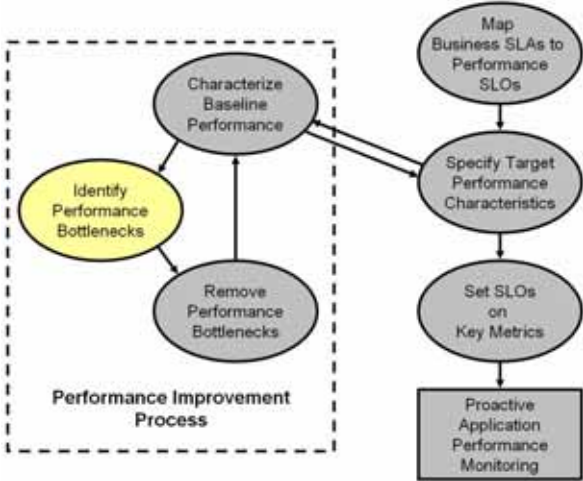 Map
Business SLAs to
Performance
SLOs
Characterize
Baseline
Performance
Specify Target
Performance
Characteristics
Identify
Performance
Bottlenecks
Remove
Performance
Bottlenecks
Set SLOs
on
Key Metrics
Performance Improvement
Process
Proactive
Application
Performance
Monitoring